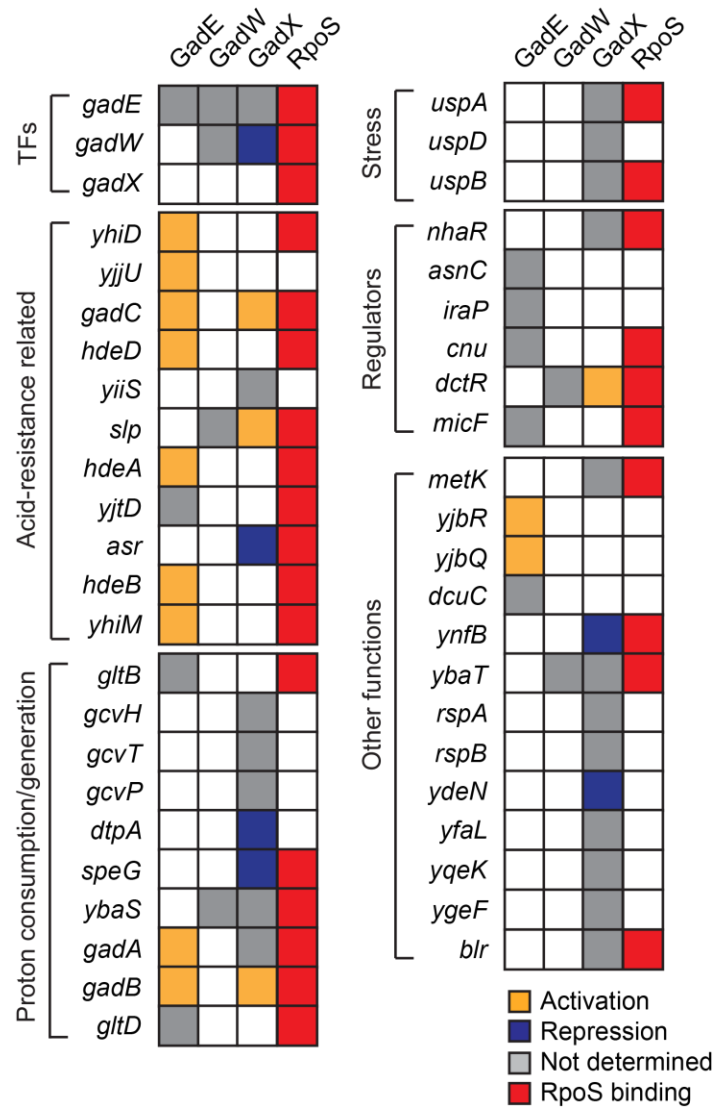 GadE GadW GadX RpoS
TFs
gadE
gadW
gadX
Acid-resistance related
yhiD
yjjU
gadC
hdeD
yiiS
slp
hdeA
yjtD
asr
hdeB
yhiM
Proton consumption/generation
gltB
gcvH
gcvT
gcvP
dtpA
speG
ybaS
gadA
gadB
gltD
GadE GadW GadX RpoS
Stress
uspA
uspD
uspB
Regulators
nhaR
asnC
iraP
cnu
dctR
micF
Other functions
metK
yjbR
yjbQ
dcuC
ynfB
ybaT
rspA
rspB
ydeN
yfaL
yqeK
ygeF
blr
Activation
Repression
Not determined
RpoS binding